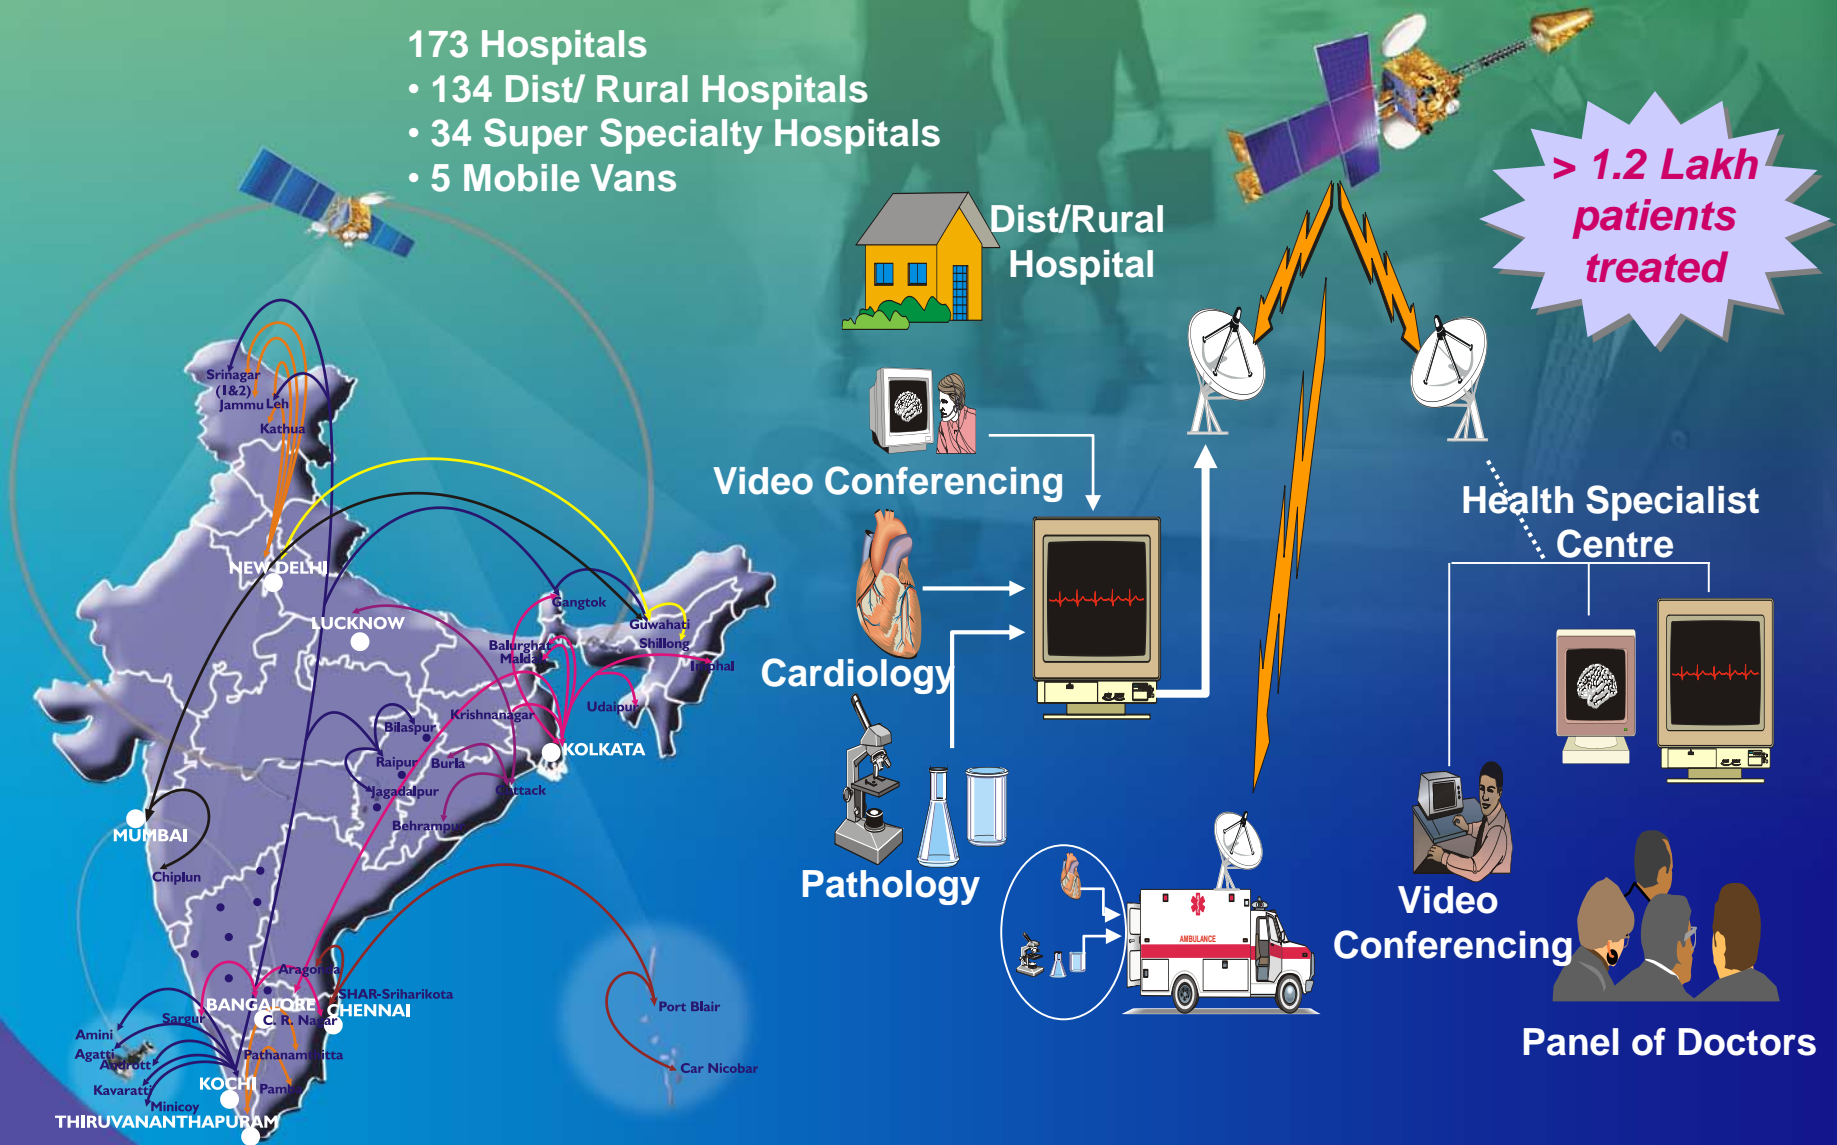 173 Hospitals
• 134 Dist/ Rural Hospitals
• 34 Super Specialty Hospitals
• 5 Mobile Vans
> 1.2 Lakh
patients
treated
Dist/Rural
Hospital
Video Conferencing
Cardiology
Pathology
AMBULANCE
Health Specialist
Centre
Video
Conferencing
Panel of Doctors
Srinagar
(1&2)
Jammu
Leh
Kathua
NEW DELHI
LUCKNOW
Gangtok
Guwahati
Shillong
Balurghat
Malda
Imphal
Udaipur
Krishnanagar
Bilaspur
KOLKATA
Raipur
Burla
Jagadalpur
Cuttack
Behrampur
MUMBAI
Chiplun
Aragonda
SHAR-Sriharikota
BANGALORE
CHENNAI
C. R. Nagar
Sargur
Port Blair
Amini
Agatti
Andrott
Pathanamthitta
Car Nicobar
Kavaratti
KOCHI
Pamba
Minicoy
THIRUVANANTHAPURAM